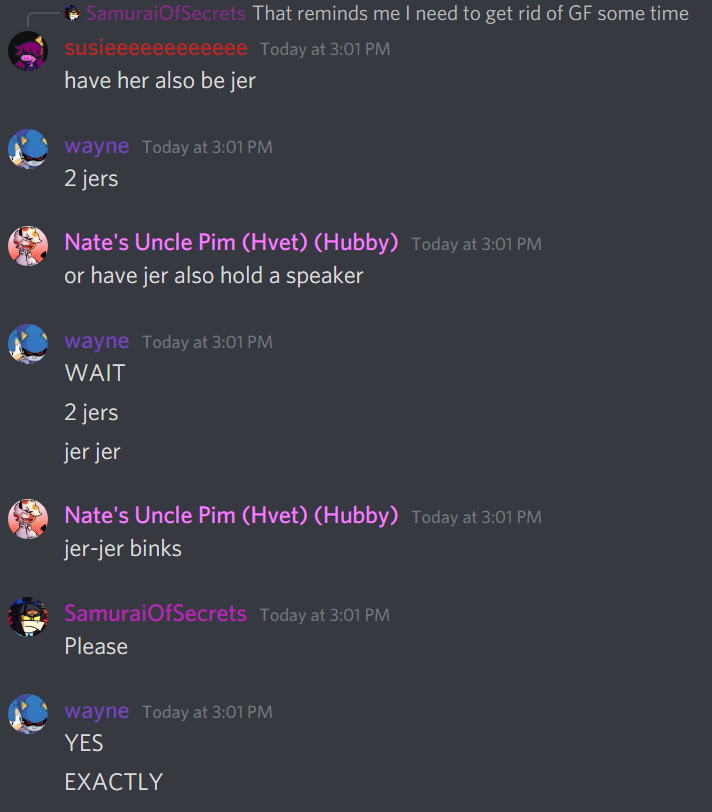 SamuraiOfSecrets That reminds me I need to get rid of GF some time
susieeeeeeeeeeee Today at 3:01 PM
have her also be jer
wayne Today at 3:01 PM
2 jers
Nate's Uncle Pim (Hvet) (Hubby) Today at 3:01 PM
or have jer also hold a speaker
wayne Today at 3:01 PM
WAIT
2 jers
jer jer
Nate's Uncle Pim (Hvet) (Hubby) Today at 3:01 PM
jer-jer binks
SamuraiOfSecrets Today at 3:01 PM
Please
wayne Today at 3:01 PM
YES
EXACTLY